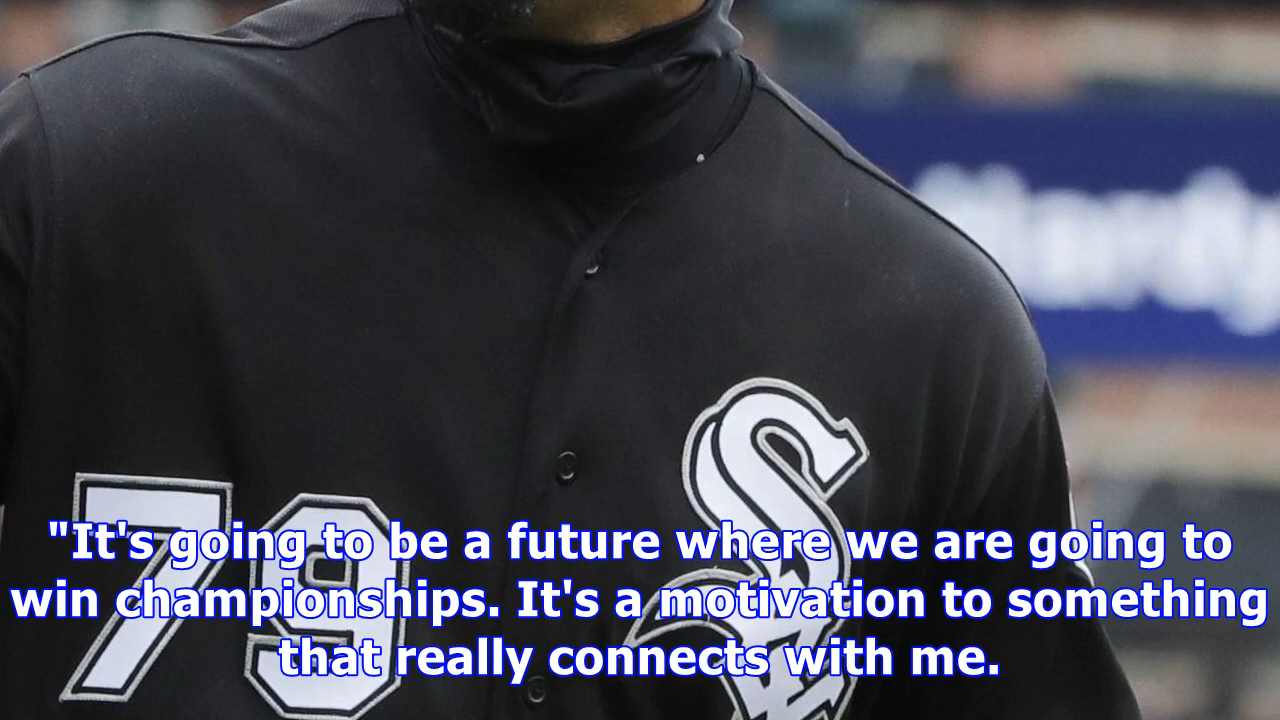 79
Sox
"It's going to be a future where we are going to
win championships. It's a motivation to something
that really connects with me.